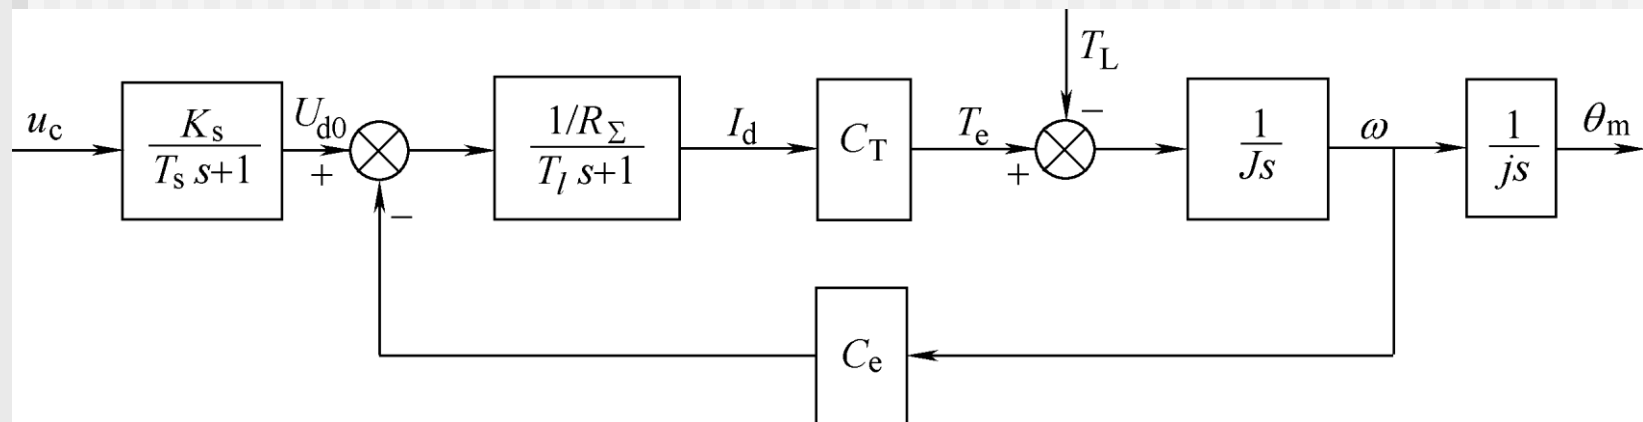 u_c
K_s
T_s s+1
U_d0
+
−
1/R_Σ
T_l s+1
I_d
C_T
T_e
+
T_L
−
1
Js
ω
1
js
θ_m
C_e